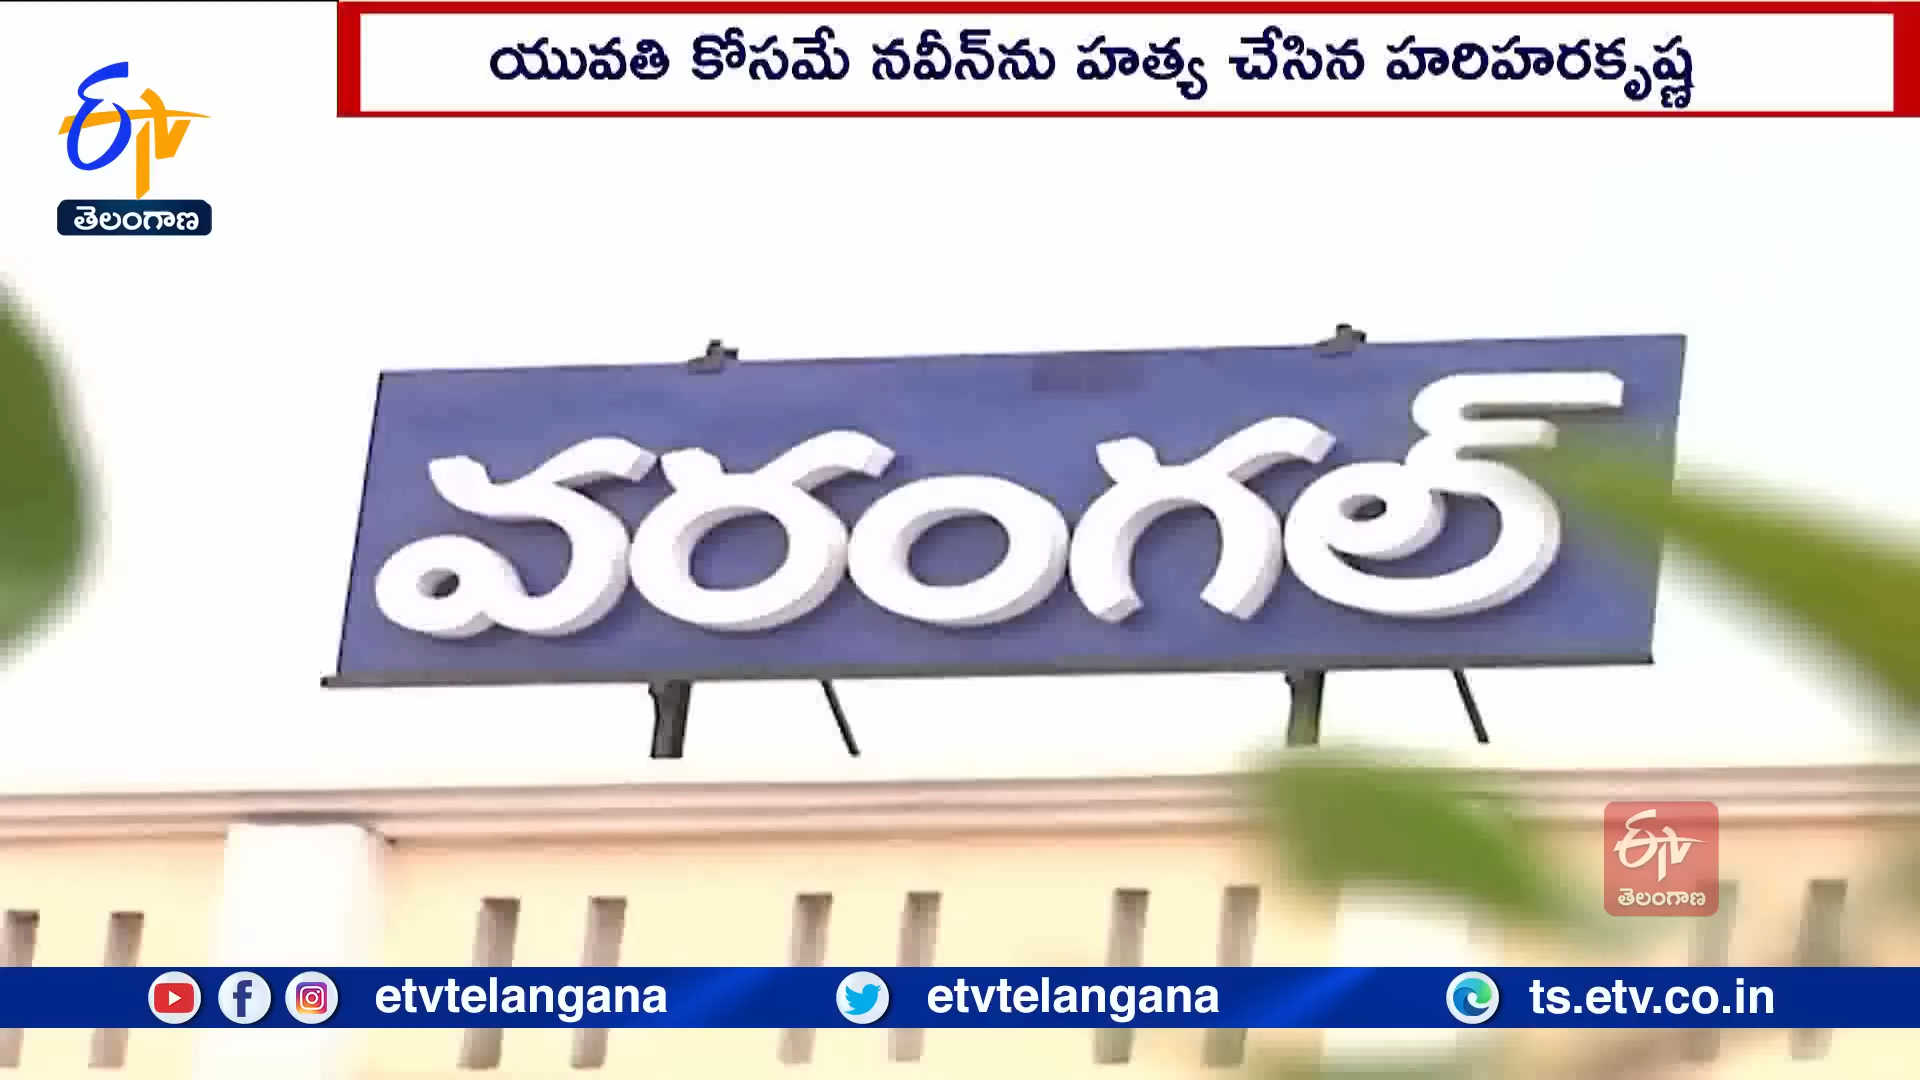 యువతి కోసమే నవీన్‌ను హత్య చేసిన హరిహరకృష్ణ
ETV
తెలంగాణ
వరంగల్
ETV
తెలంగాణ
etvtelangana
etvtelangana
ts.etv.co.in